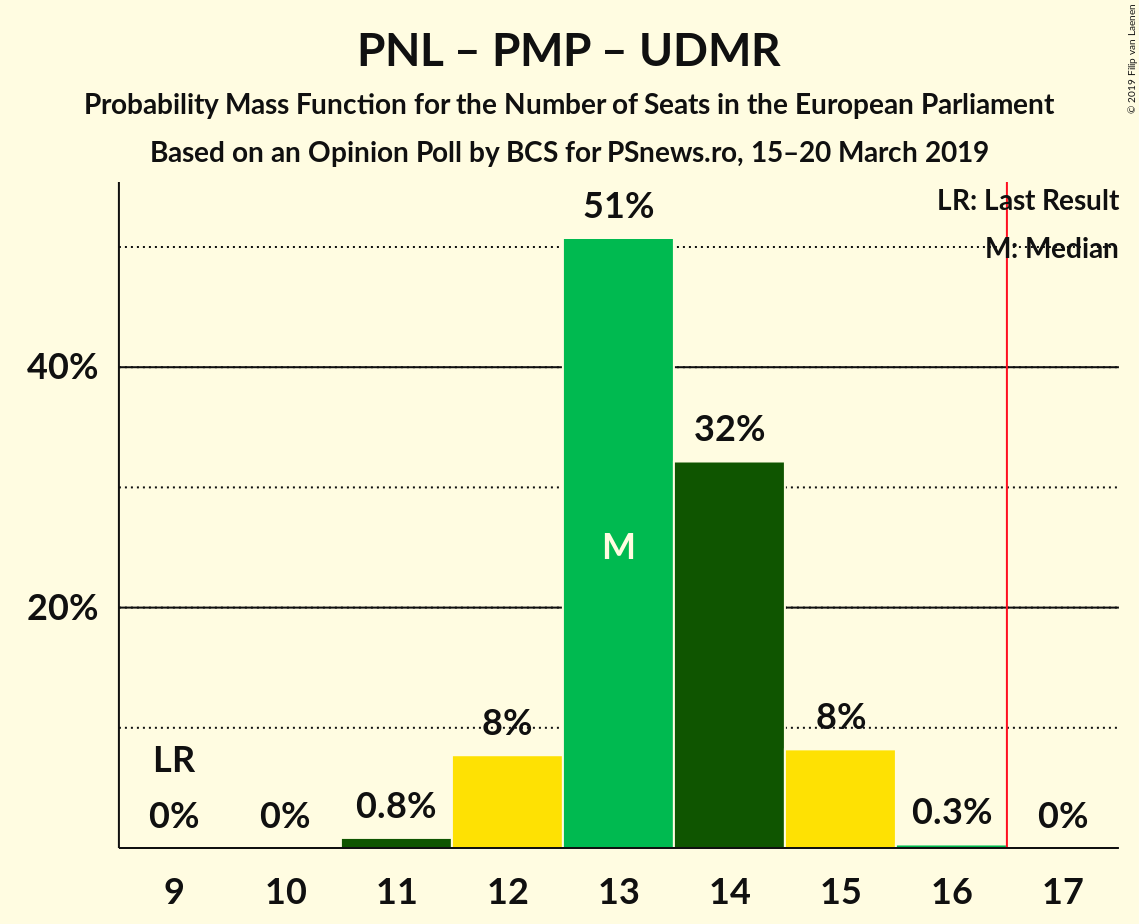 PNL – PMP – UDMR
Probability Mass Function for the Number of Seats in the European Parliament
Based on an Opinion Poll by BCS for PSnews.ro, 15–20 March 2019
© 2019 Filip van Laenen
LR: Last Result
M: Median
51%
40%
32%
M
20%
8%
8%
LR
0%
0%
0.8%
0.3%
0%
9 10 11 12 13 14 15 16 17